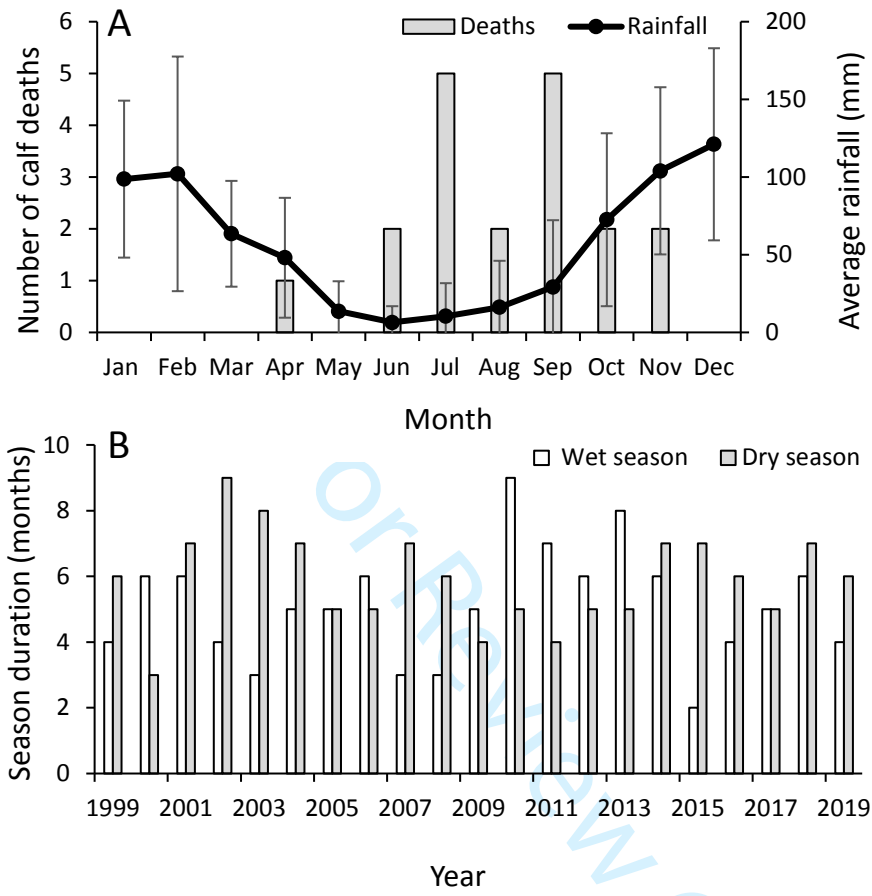 A
Deaths Rainfall
Number of calf deaths
6
5
4
3
2
1
0
200
150
100
50
0
Average rainfall (mm)
Jan Feb Mar Apr May Jun Jul Aug Sep Oct Nov Dec
Month
B
Wet season Dry season
Season duration (months)
10
8
6
4
2
0
1999 2001 2003 2005 2007 2009 2011 2013 2015 2017 2019
Year
or Review